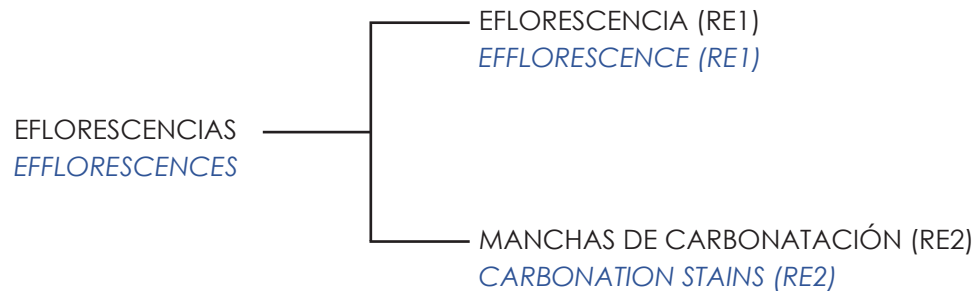 EFLORESCENCIA (RE1)
EFFLORESCENCE (RE1)
EFLORESCENCIAS
EFFLORESCENCES
MANCHAS DE CARBONATACIÓN (RE2)
CARBONATION STAINS (RE2)